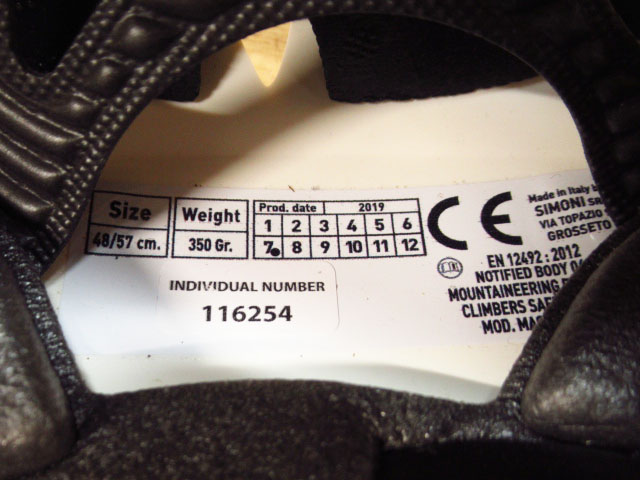 Size
48/57 cm.
Weight
350 Gr.
Prod. date 2019
1 2 3 4 5 6
7 8 9 10 11 12
INDIVIDUAL NUMBER
116254
CE
Made in Italy
SIMONI
VIA TOPAZIO
GROSSETO
EN 12492 : 2012
NOTIFIED BODY
MOUNTAINEERING
CLIMBERS
MOD.